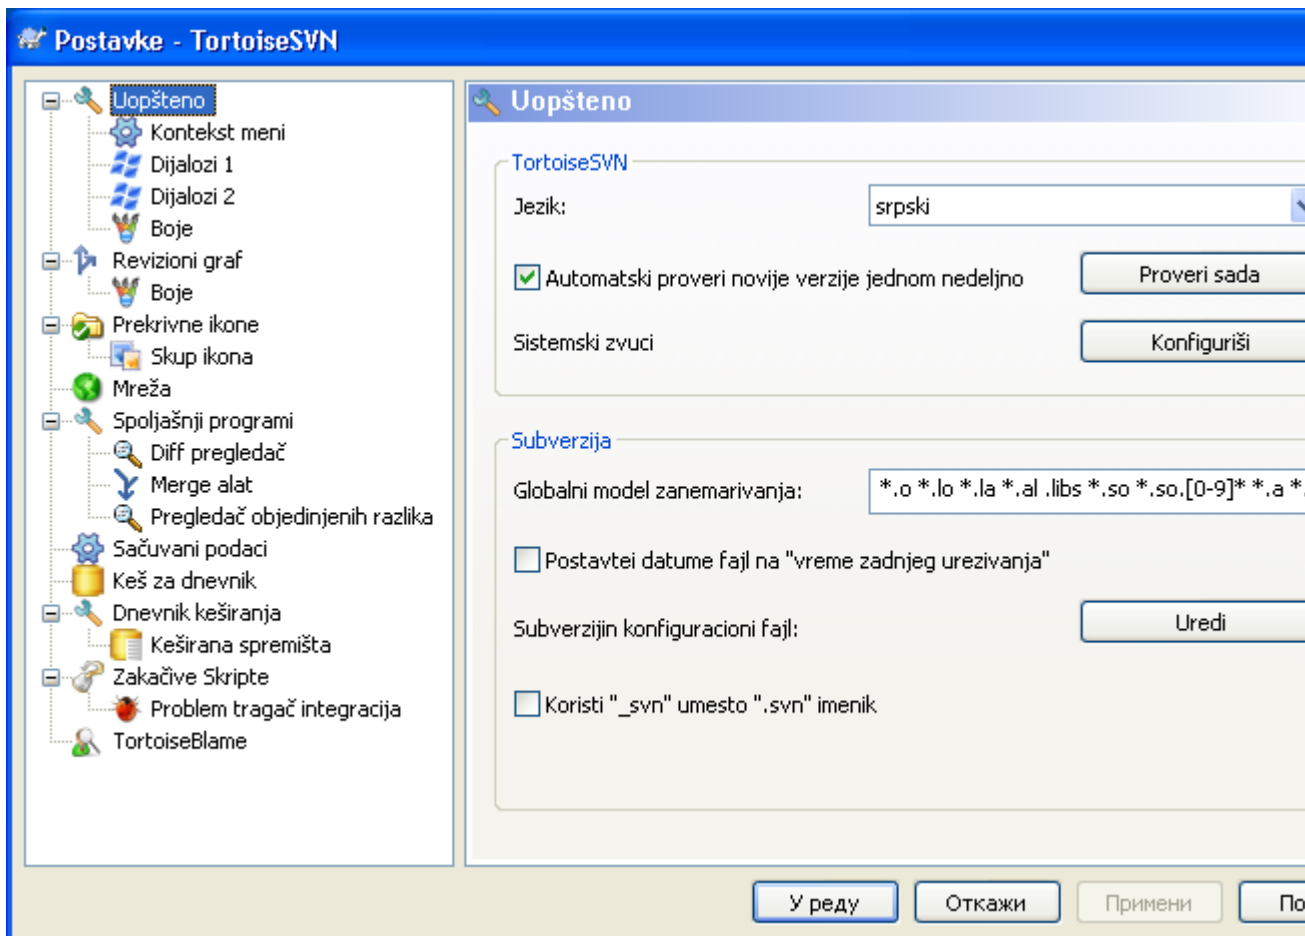 Postavke - TortoiseSVN
Uopšteno
Kontekst meni
Dijalozi 1
Dijalozi 2
Boje
Revizioni graf
Boje
Prekrivne ikone
Skup ikona
Mreža
Spoljašnji programi
Diff pregledač
Merge alat
Pregledač objedinjenih razlika
Sačuvani podaci
Keš za dnevnik
Dnevnik keširanja
Keširana spremišta
Zakačive Skripte
Problem tragač integracija
TortoiseBlame
Uopšteno
TortoiseSVN
Jezik:
srpski
Automatski proveri novije verzije jednom nedeljno
Proveri sada
Sistemski zvuci
Konfiguriši
Subverzija
Globalni model zanemarivanja:
*.o *.lo *.la *.al .libs *.so *.so.[0-9]* *.a *.
Postavtei datume fajl na "vreme zadnjeg urezivanja"
Subverzijin konfiguracioni fajl:
Uredi
Koristi "_svn" umesto ".svn" imenik
У реду
Откажи
Примени